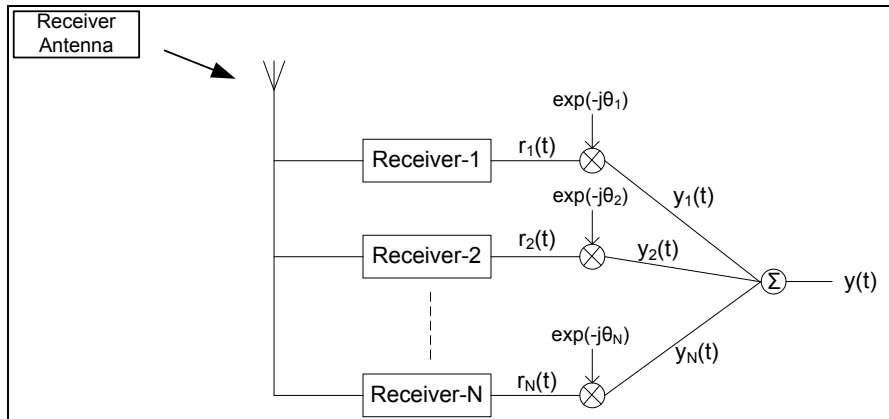 Receiver
Antenna
exp(-jθ₁)
Receiver-1
r₁(t)
y₁(t)
exp(-jθ₂)
Receiver-2
r₂(t)
y₂(t)
Σ
y(t)
exp(-jθN)
Receiver-N
rN(t)
yN(t)